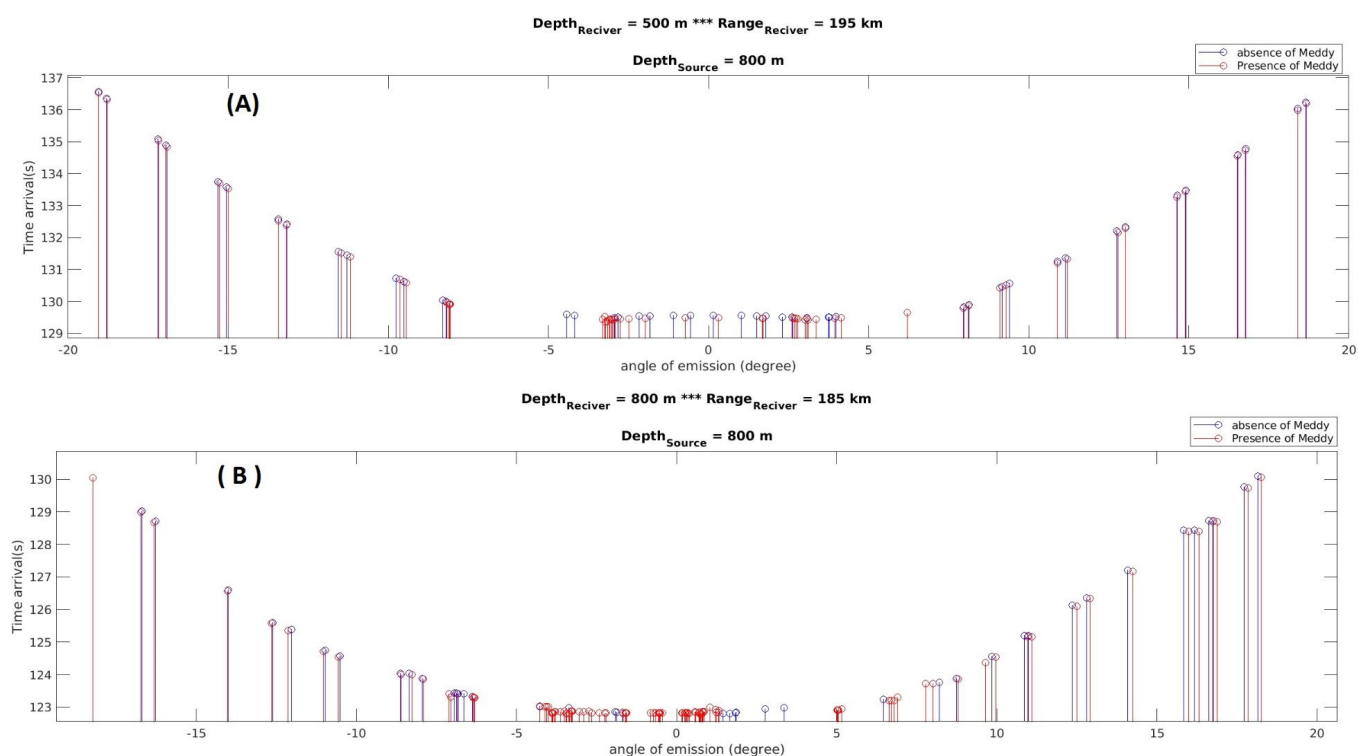 Depth_Reciver = 500 m *** Range_Reciver = 195 km
Depth_Source = 800 m
absence of Meddy
Presence of Meddy
(A)
137
136
135
134
133
132
131
130
129
Time arrival(s)
-20 -15 -10 -5 0 5 10 15 20
angle of emission (degree)
Depth_Reciver = 800 m *** Range_Reciver = 185 km
Depth_Source = 800 m
absence of Meddy
Presence of Meddy
( B )
130
129
128
127
126
125
124
123
Time arrival(s)
-15 -10 -5 0 5 10 15 20
angle of emission (degree)